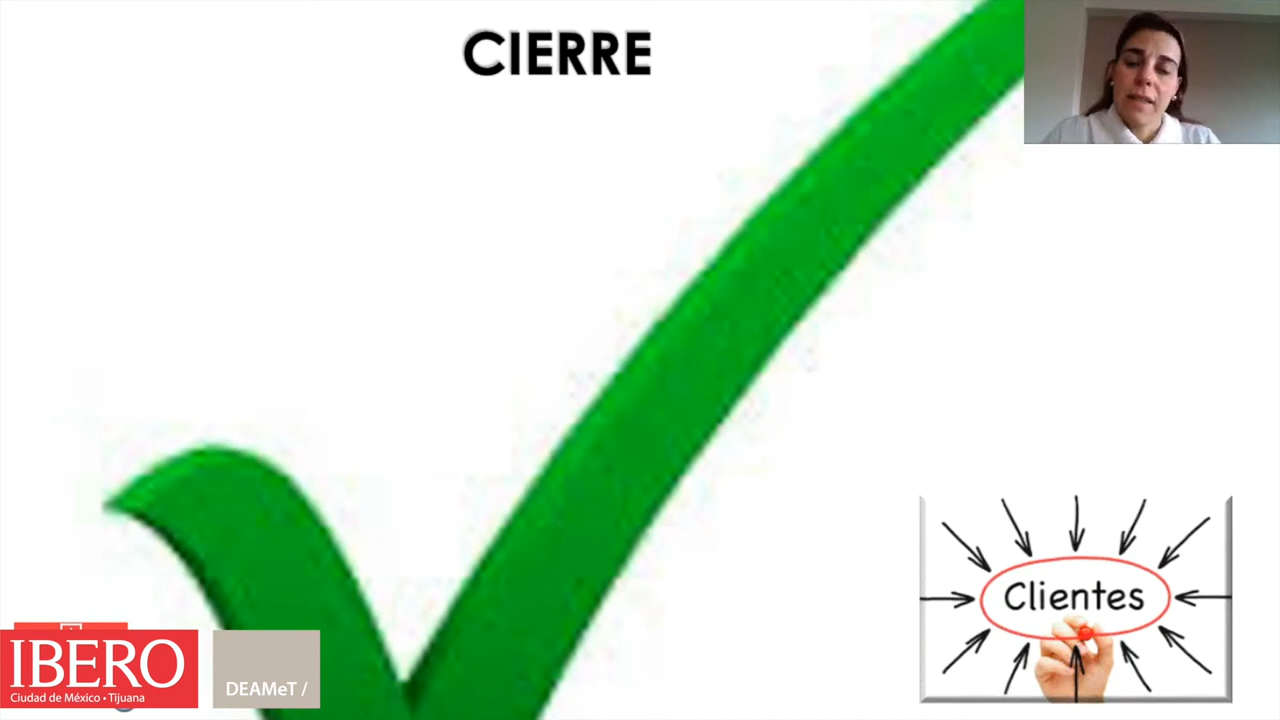 CIERRE
Clientes
IBERO
Ciudad de México • Tijuana
DEAMeT /